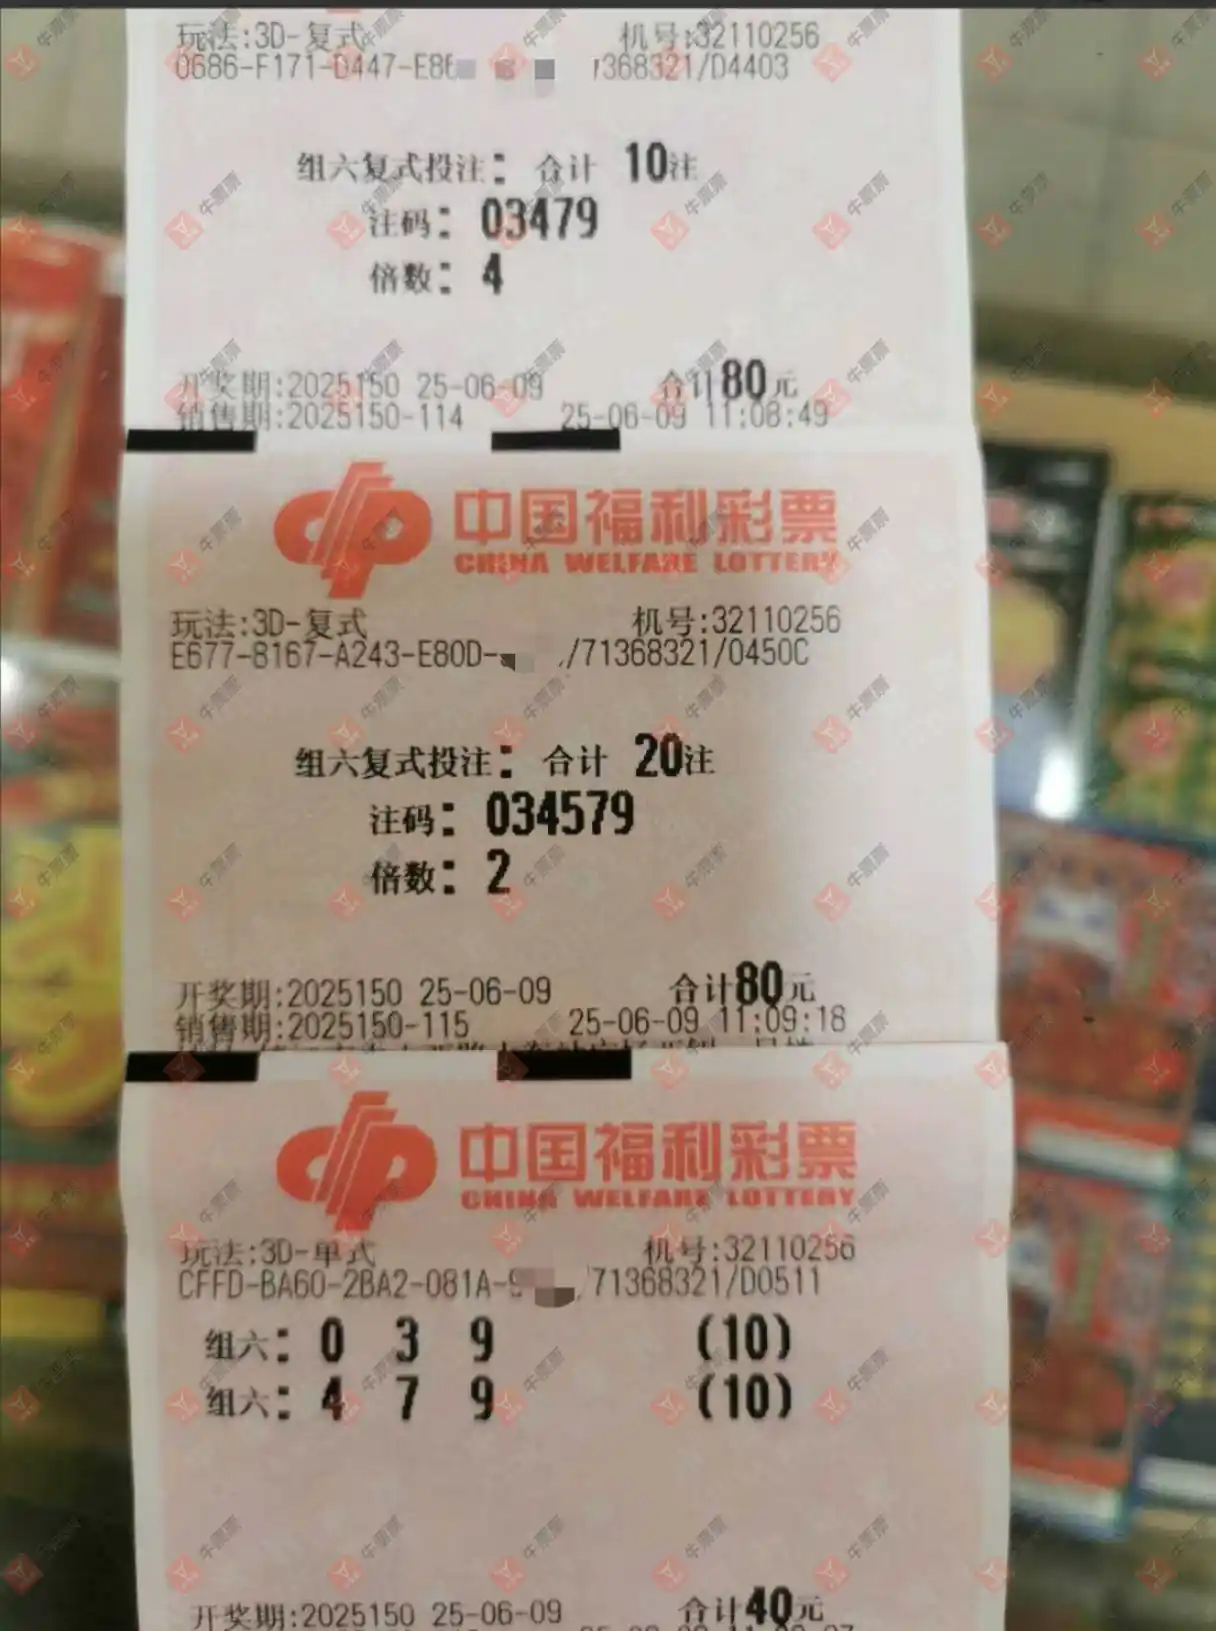 玩法:3D-复式 机号:32110256
0686-F171-D447-E8 368321/D4403
组六复式投注: 合计 10注
注码: 03479
倍数: 4
开奖期:2025150 25-06-09 合计80元
销售期:2025150-114 25-06-09 11:08:49
中国福利彩票
CHINA WELFARE LOTTERY
玩法:3D-复式 机号:32110256
E677-8167-A243-E80D- /71368321/0450C
组六复式投注: 合计 20注
注码: 034579
倍数: 2
开奖期:2025150 25-06-09 合计80元
销售期:2025150-115 25-06-09 11:09:18
中国福利彩票
CHINA WELFARE LOTTERY
玩法:3D-单式 机号:32110256
CFFD-BA60-2BA2-081A- /71368321/D0511
组六: 0 3 9 (10)
组六: 4 7 9 (10)
开奖期:2025150 25-06-09 合计40元
牛票票